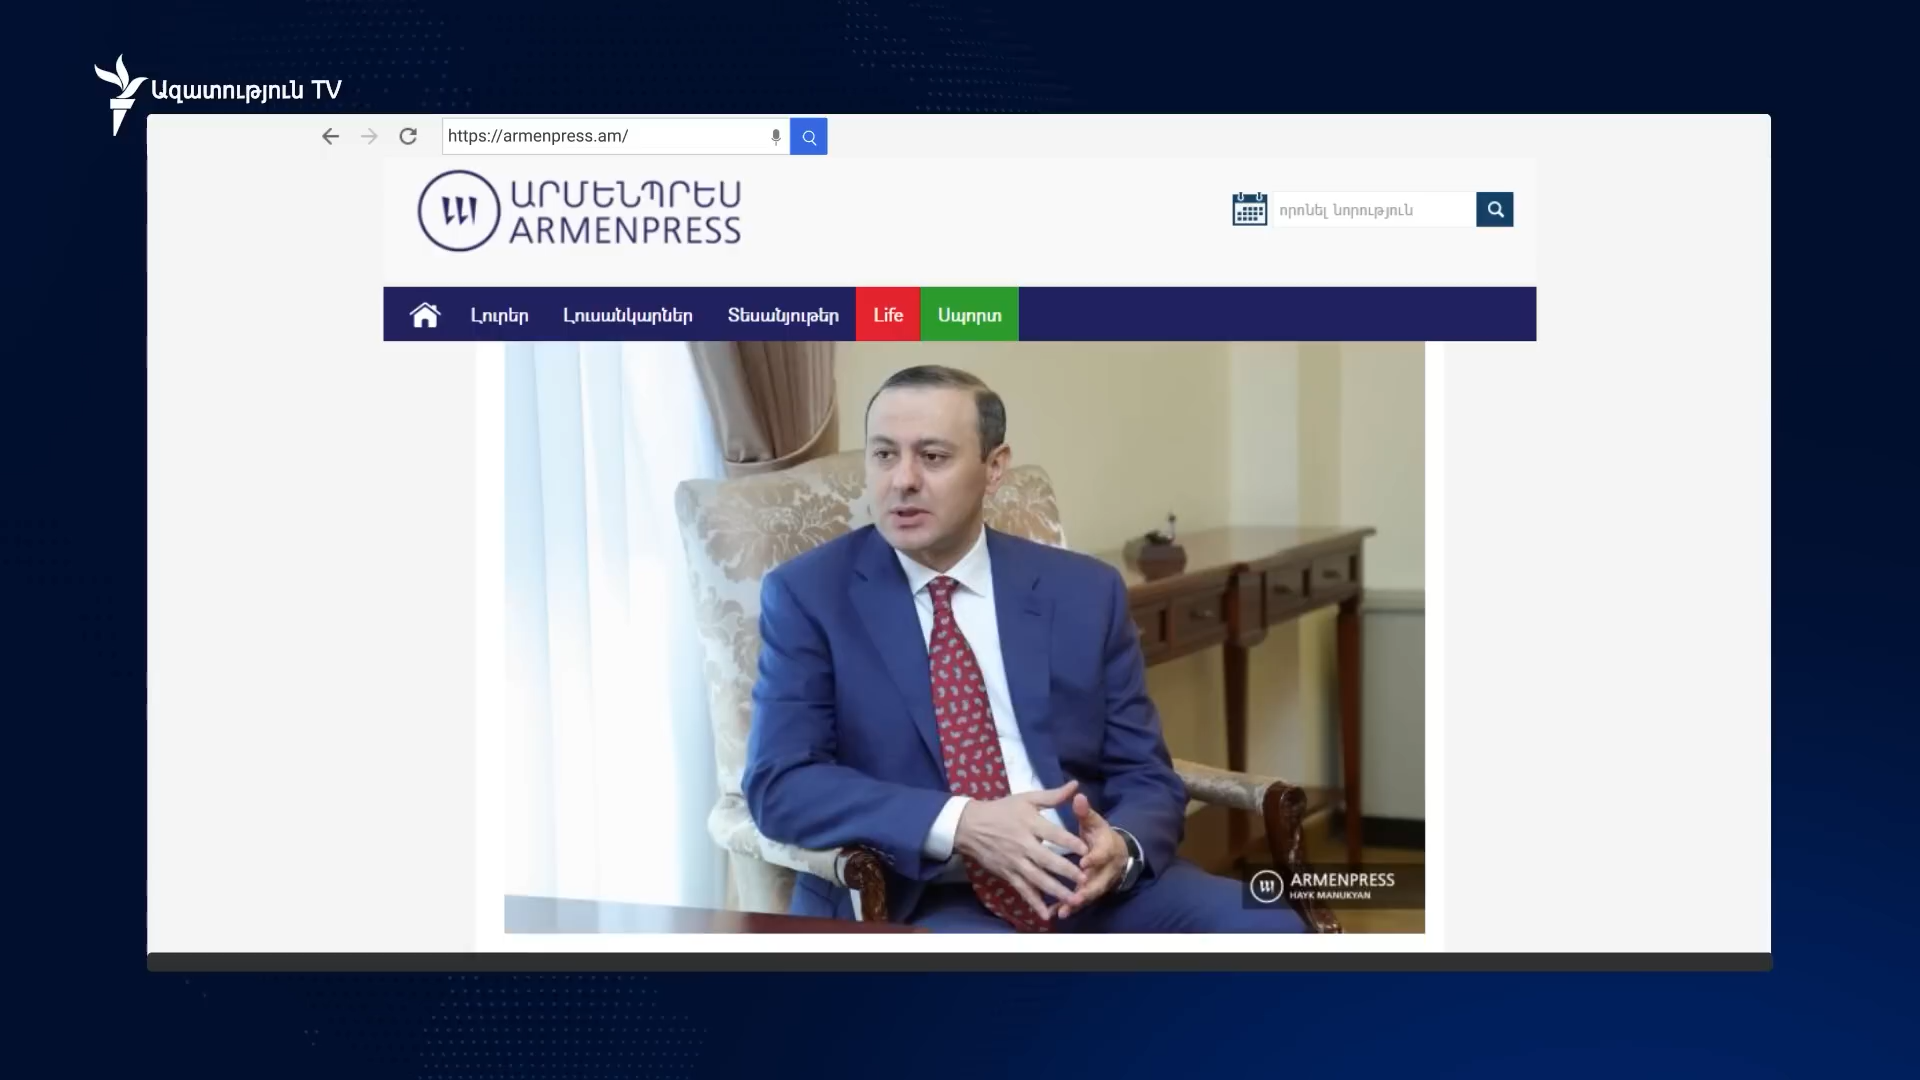 Ազատություն TV
https://armenpress.am/
ԱՐՄԵՆՊՐԵՍ
ARMENPRESS
որոնել նորություն
Լուրեր Լուսանկարներ Տեսանյութեր Life Սպորտ
ARMENPRESS
HAYK MANUKYAN